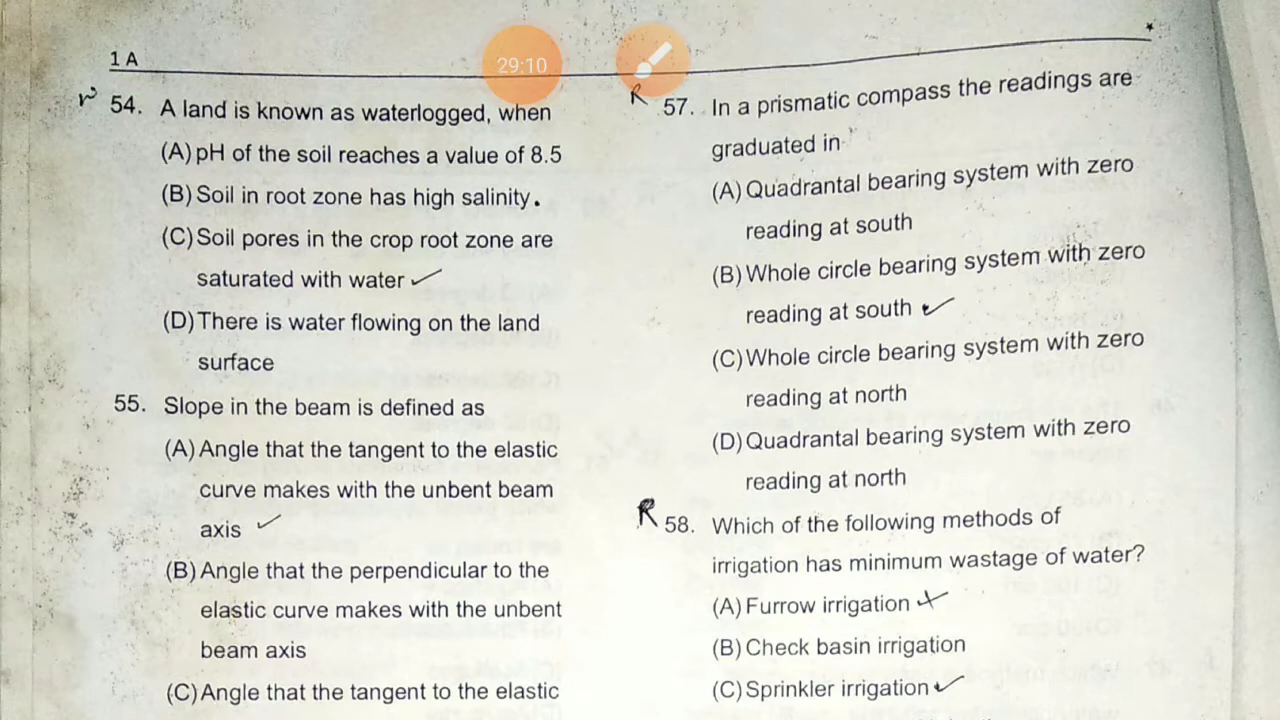 29:10
1 A
54. A land is known as waterlogged, when
(A) pH of the soil reaches a value of 8.5
(B) Soil in root zone has high salinity.
(C) Soil pores in the crop root zone are
saturated with water
(D) There is water flowing on the land
surface
55. Slope in the beam is defined as
(A) Angle that the tangent to the elastic
curve makes with the unbent beam
axis
(B) Angle that the perpendicular to the
elastic curve makes with the unbent
beam axis
(C) Angle that the tangent to the elastic
*
R 57. In a prismatic compass the readings are
graduated in
(A) Quadrantal bearing system with zero
reading at south
(B) Whole circle bearing system with zero
reading at south
(C) Whole circle bearing system with zero
reading at north
(D) Quadrantal bearing system with zero
reading at north
R 58. Which of the following methods of
irrigation has minimum wastage of water?
(A) Furrow irrigation
(B) Check basin irrigation
(C) Sprinkler irrigation